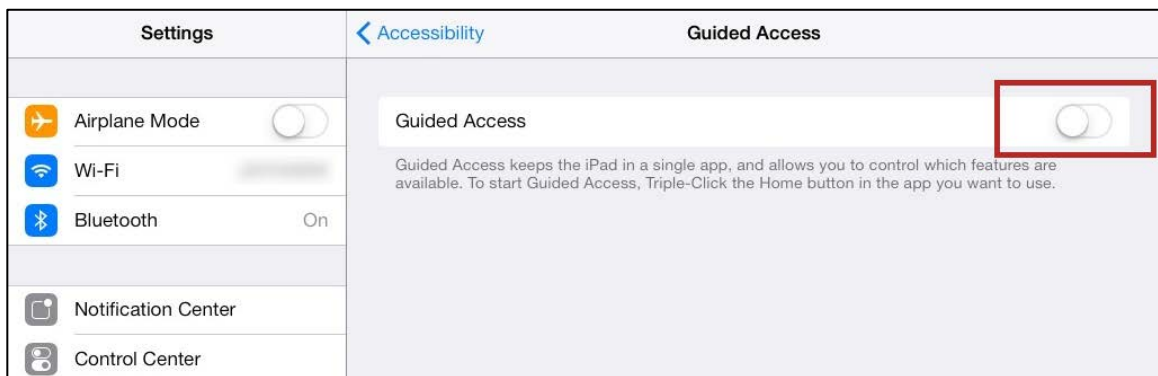 Settings
Accessibility
Guided Access
Airplane Mode
Wi-Fi
Bluetooth On
Notification Center
Control Center
Guided Access
Guided Access keeps the iPad in a single app, and allows you to control which features are
available. To start Guided Access, Triple-Click the Home button in the app you want to use.